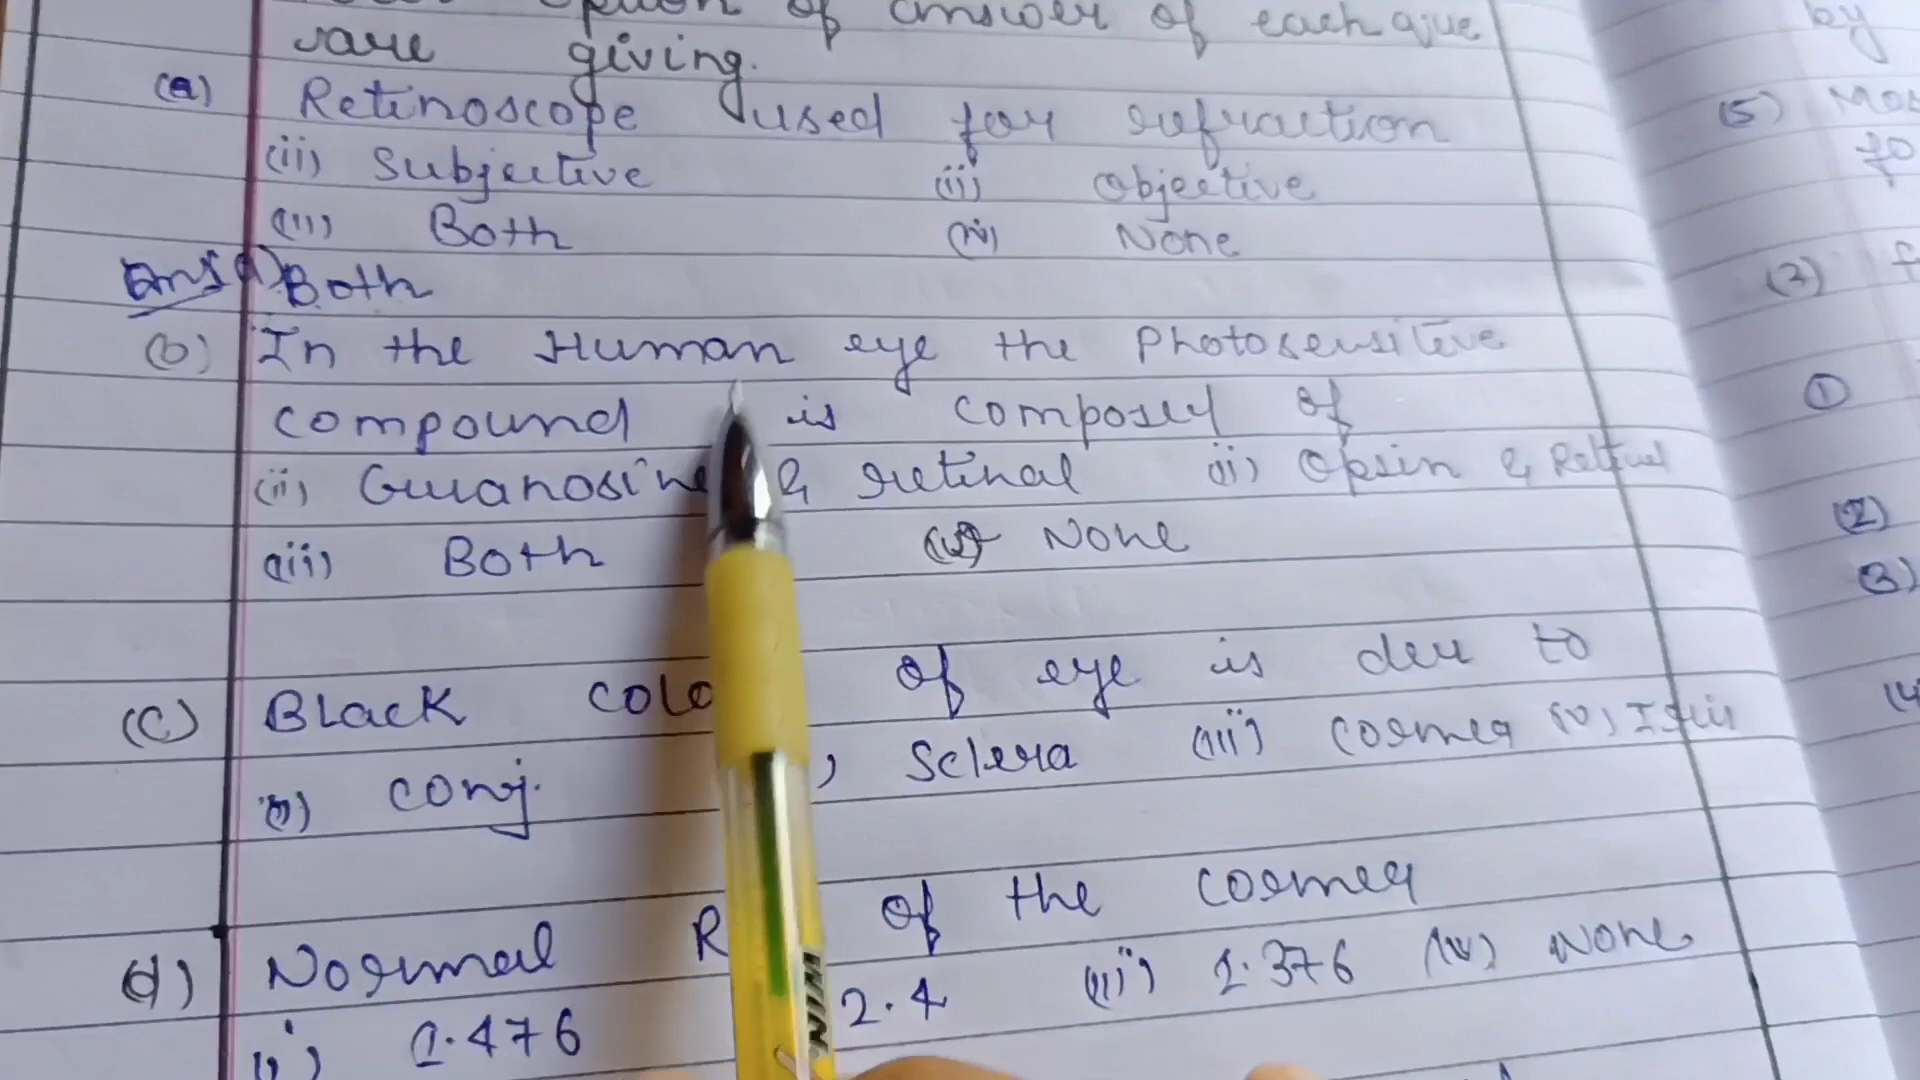 option of answer of each que
are giving.
(a) Retinoscope used for refraction
(ii) Subjective (ii) Objective
(iii) Both (iv) None
Ans a) Both
(b) In the Human eye the Photosensitive
compound is composed of
(ii) Guanosine & retinal (ii) Opsin & Retinal
(iii) Both (iv) None
(c) Black of eye is due to
(i) conj. , Sclera (iii) cornea (v) Iris
(d) Normal of the cornea
(i) 1.476 2.4 (iii) 1.376 (iv) None
WIN
by
(5)
fo
(3)
(1)
(2)
(3)